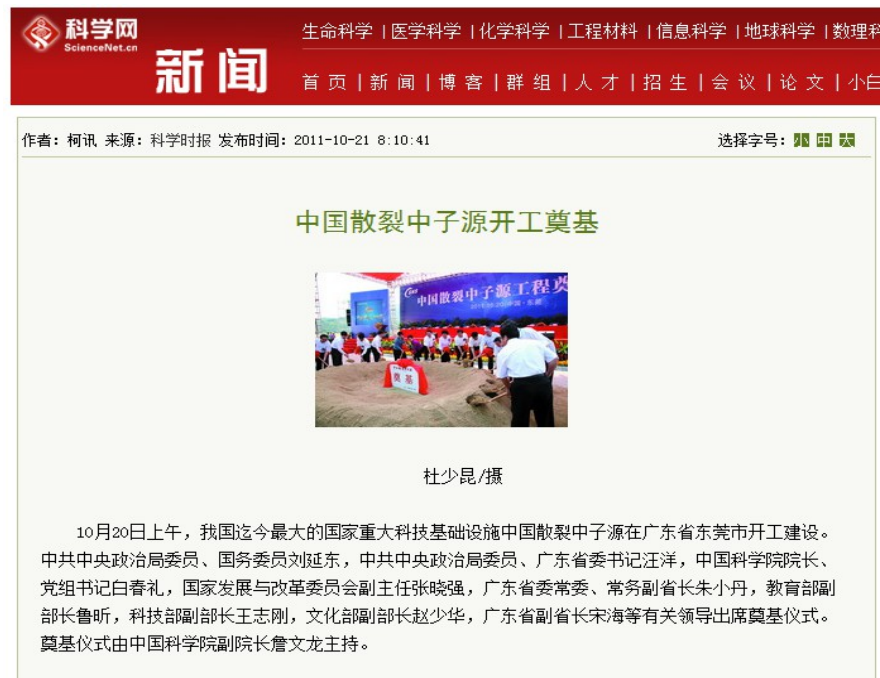 科学网
ScienceNet.cn
新闻
生命科学 | 医学科学 | 化学科学 | 工程材料 | 信息科学 | 地球科学 | 数理科
首 页 | 新 闻 | 博 客 | 群 组 | 人 才 | 招 生 | 会 议 | 论 文 | 小白
作者：柯讯 来源：科学时报 发布时间：2011-10-21 8:10:41
选择字号：小 中 大
中国散裂中子源开工奠基
中国散裂中子源工程奠
奠基
杜少昆/摄
10月20日上午，我国迄今最大的国家重大科技基础设施中国散裂中子源在广东省东莞市开工建设。
中共中央政治局委员、国务委员刘延东，中共中央政治局委员、广东省委书记汪洋，中国科学院院长、
党组书记白春礼，国家发展与改革委员会副主任张晓强，广东省委常委、常务副省长朱小丹，教育部副
部长鲁昕，科技部副部长王志刚，文化部副部长赵少华，广东省副省长宋海等有关领导出席奠基仪式。
奠基仪式由中国科学院副院长詹文龙主持。